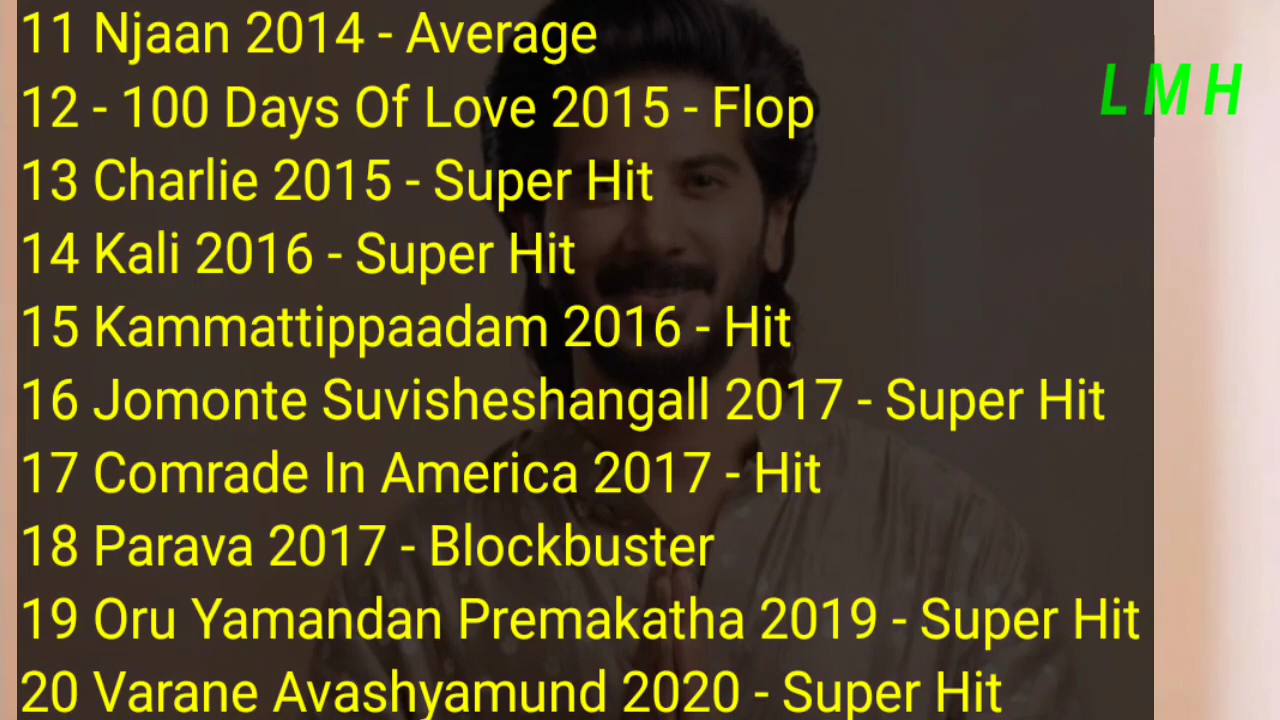 11 Njaan 2014 - Average
LMH
12 - 100 Days Of Love 2015 - Flop
13 Charlie 2015 - Super Hit
14 Kali 2016 - Super Hit
15 Kammattippaadam 2016 - Hit
16 Jomonte Suvisheshangall 2017 - Super Hit
17 Comrade In America 2017 - Hit
18 Parava 2017 - Blockbuster
19 Oru Yamandan Premakatha 2019 - Super Hit
20 Varane Avashyamund 2020 - Super Hit